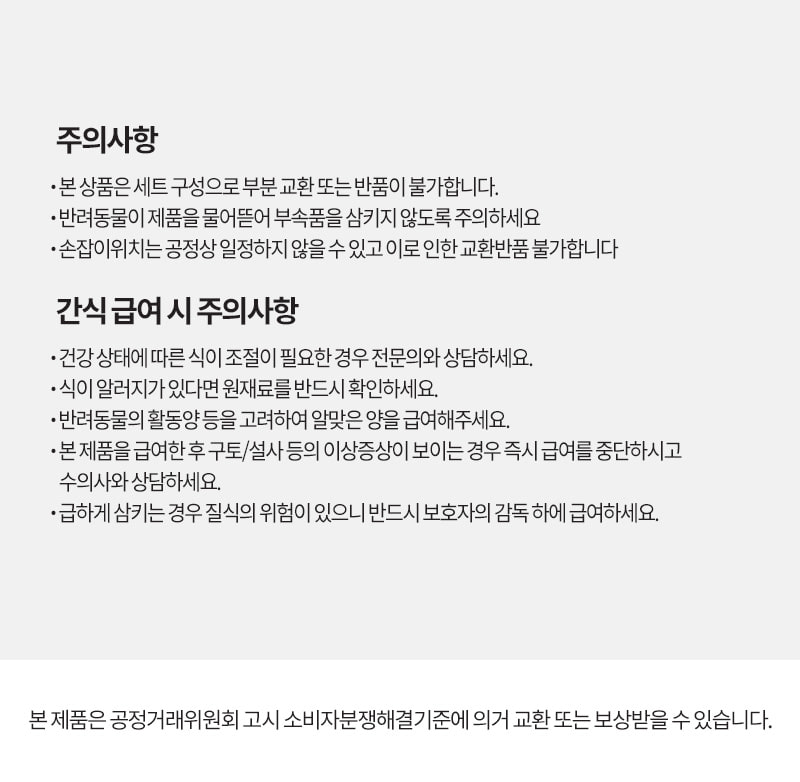 주의사항
• 본 상품은 세트 구성으로 부분 교환 또는 반품이 불가합니다.
• 반려동물이 제품을 물어뜯어 부속품을 삼키지 않도록 주의하세요
• 손잡이위치는 공정상 일정하지 않을 수 있고 이로 인한 교환반품 불가합니다
간식 급여 시 주의사항
• 건강 상태에 따른 식이 조절이 필요한 경우 전문의와 상담하세요.
• 식이 알러지가 있다면 원재료를 반드시 확인하세요.
• 반려동물의 활동양 등을 고려하여 알맞은 양을 급여해주세요.
• 본 제품을 급여한 후 구토/설사 등의 이상증상이 보이는 경우 즉시 급여를 중단하시고
수의사와 상담하세요.
• 급하게 삼키는 경우 질식의 위험이 있으니 반드시 보호자의 감독 하에 급여하세요.
본 제품은 공정거래위원회 고시 소비자분쟁해결기준에 의거 교환 또는 보상받을 수 있습니다.